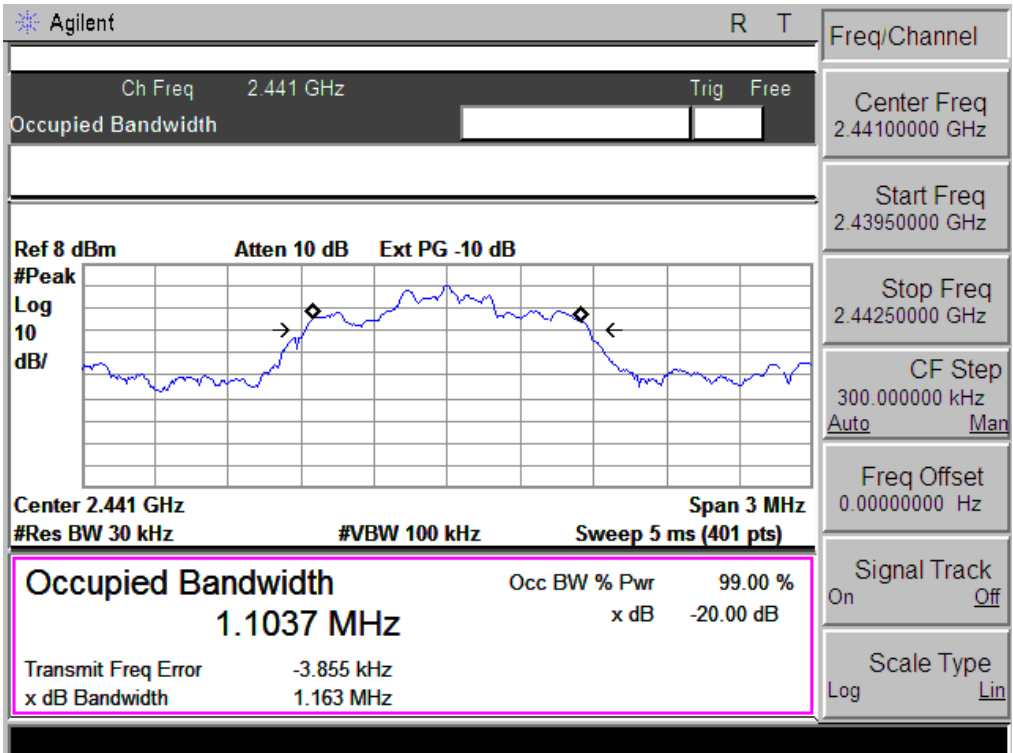 Agilent R T
Ch Freq 2.441 GHz Trig Free
Occupied Bandwidth
Ref 8 dBm Atten 10 dB Ext PG -10 dB
#Peak
Log
10
dB/
Center 2.441 GHz Span 3 MHz
#Res BW 30 kHz #VBW 100 kHz Sweep 5 ms (401 pts)
Occupied Bandwidth Occ BW % Pwr 99.00 %
1.1037 MHz x dB -20.00 dB
Transmit Freq Error -3.855 kHz
x dB Bandwidth 1.163 MHz
Freq/Channel
Center Freq
2.44100000 GHz
Start Freq
2.43950000 GHz
Stop Freq
2.44250000 GHz
CF Step
300.000000 kHz
Auto Man
Freq Offset
0.00000000 Hz
Signal Track
On Off
Scale Type
Log Lin